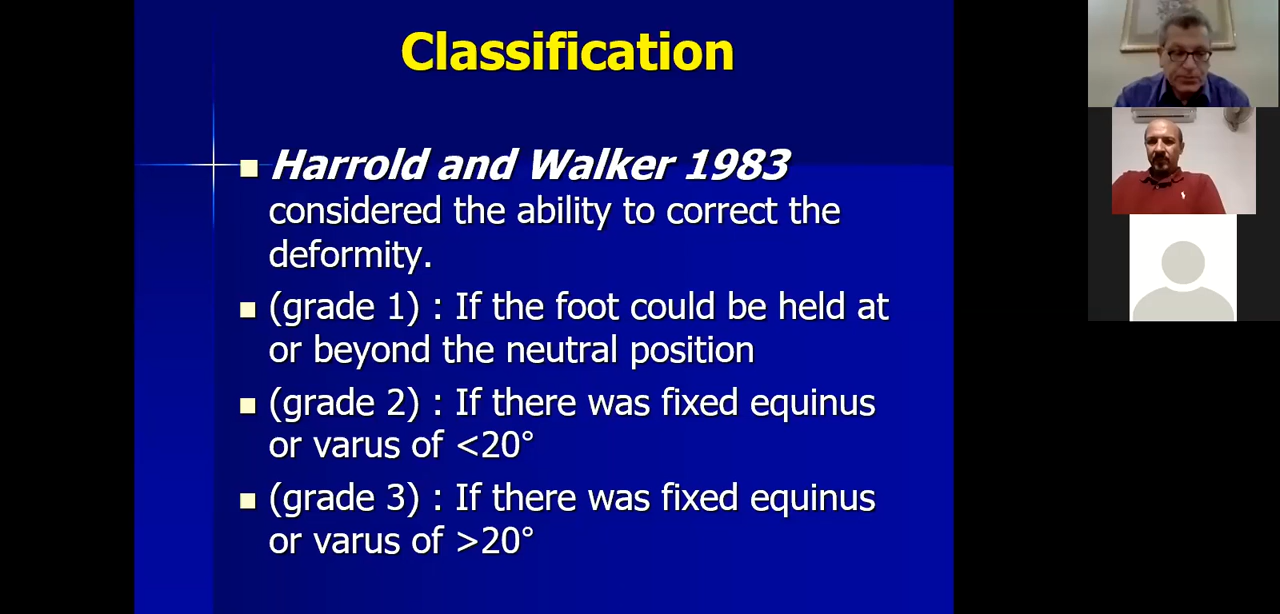 Classification
Harrold and Walker 1983
considered the ability to correct the
deformity.
(grade 1) : If the foot could be held at
or beyond the neutral position
(grade 2) : If there was fixed equinus
or varus of <20°
(grade 3) : If there was fixed equinus
or varus of >20°